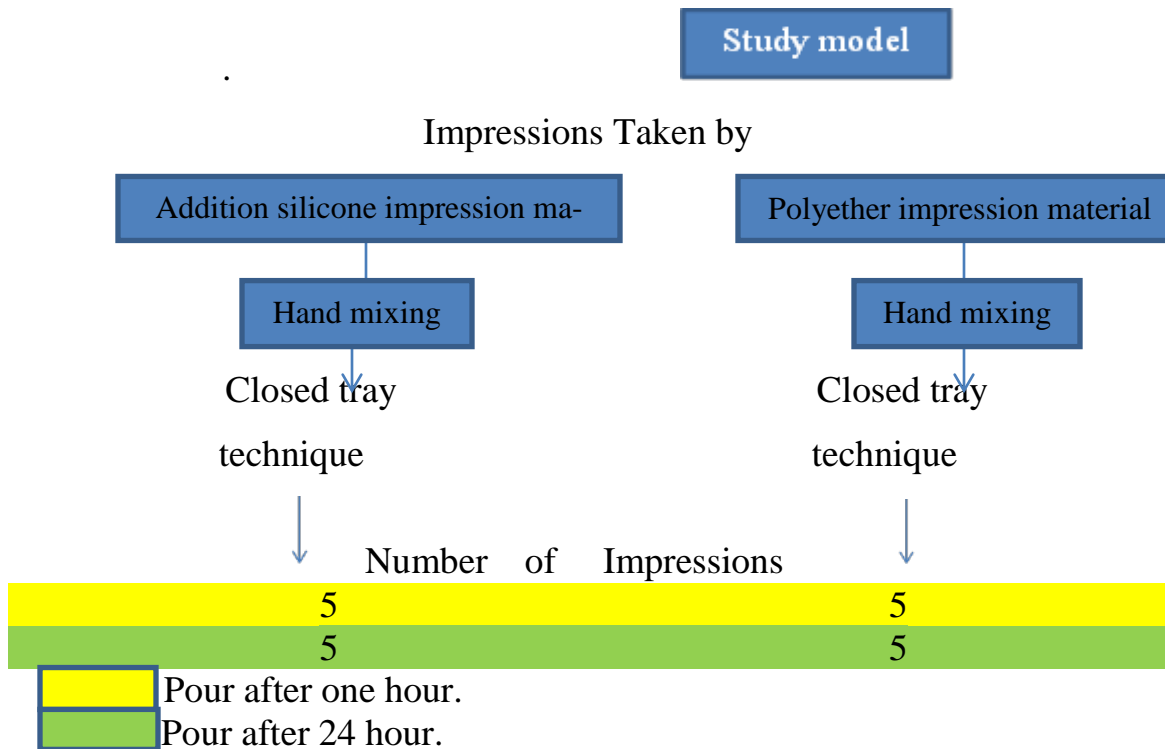 Study model
.
Impressions Taken by
Addition silicone impression ma-
Polyether impression material
Hand mixing
Hand mixing
Closed tray
technique
Closed tray
technique
Number of Impressions
5 5
5 5
Pour after one hour.
Pour after 24 hour.